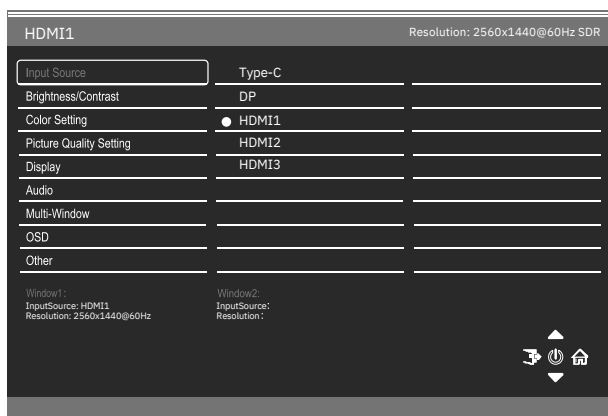 HDMI1 Resolution: 2560x1440@60Hz SDR
Input Source Type-C
Brightness/Contrast DP
Color Setting HDMI1
Picture Quality Setting HDMI2
Display HDMI3
Audio
Multi-Window
OSD
Other
Window1: Window2:
InputSource: HDMI1 InputSource:
Resolution: 2560x1440@60Hz Resolution: